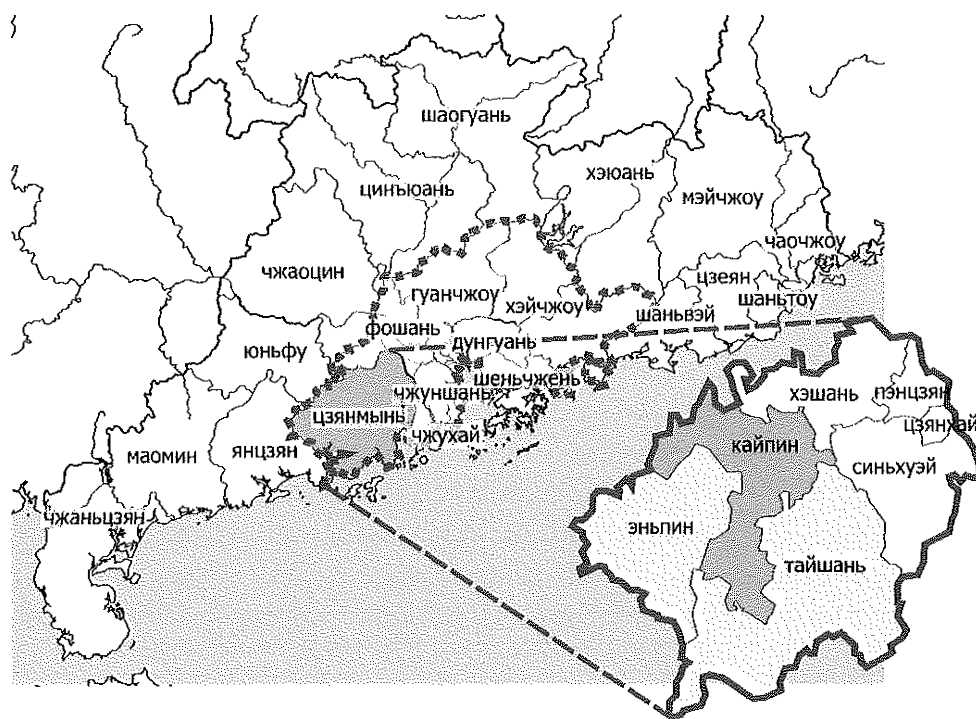 шаогуань
хэюань
цинъюань
мэйчжоу
чаочжоу
чжаоцин
цзеян
гуанчжоу
хэйчжоу
шаньтоу
шаньвэй
фошань
дунгуань
юньфу
шеньчжень
чжуншань
цзянмынь
чжухай
янцзян
маомин
чжаньцзян
хэшань
пэнцзян
цзянхай
кайпин
синьхуэй
эньпин
тайшань